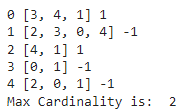 0 [3, 4, 1] 1
1 [2, 3, 0, 4] -1
2 [4, 1] 1
3 [0, 1] -1
4 [2, 0, 1] -1
Max Cardinality is:  2